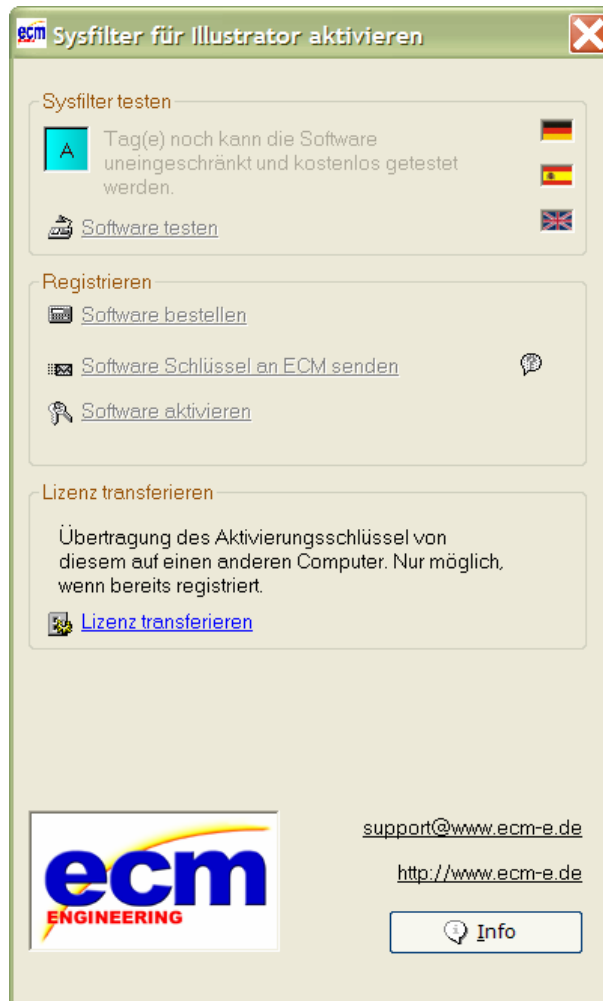 ecm Sysfilter für Illustrator aktivieren
Sysfilter testen
A
Tag(e) noch kann die Software
uneingeschränkt und kostenlos getestet
werden.
Software testen
Registrieren
Software bestellen
Software Schlüssel an ECM senden
Software aktivieren
Lizenz transferieren
Übertragung des Aktivierungsschlüssel von
diesem auf einen anderen Computer. Nur möglich,
wenn bereits registriert.
Lizenz transferieren
ecm
ENGINEERING
support@www.ecm-e.de
http://www.ecm-e.de
Info